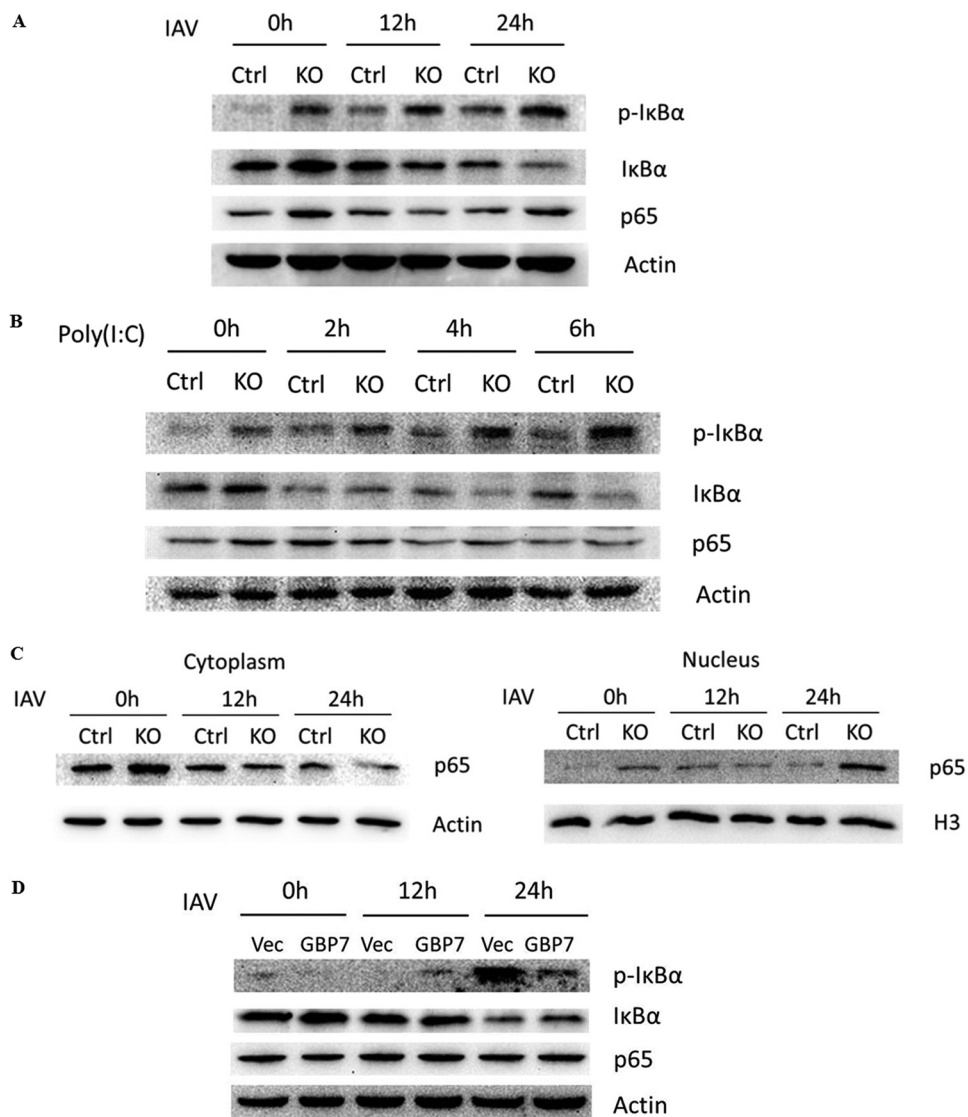 A
IAV 0h 12h 24h
Ctrl KO Ctrl KO Ctrl KO
p-IκBα
IκBα
p65
Actin
B
Poly(I:C) 0h 2h 4h 6h
Ctrl KO Ctrl KO Ctrl KO Ctrl KO
p-IκBα
IκBα
p65
Actin
C
Cytoplasm
IAV 0h 12h 24h
Ctrl KO Ctrl KO Ctrl KO
p65
Actin
Nucleus
IAV 0h 12h 24h
Ctrl KO Ctrl KO Ctrl KO
p65
H3
D
IAV 0h 12h 24h
Vec GBP7 Vec GBP7 Vec GBP7
p-IκBα
IκBα
p65
Actin